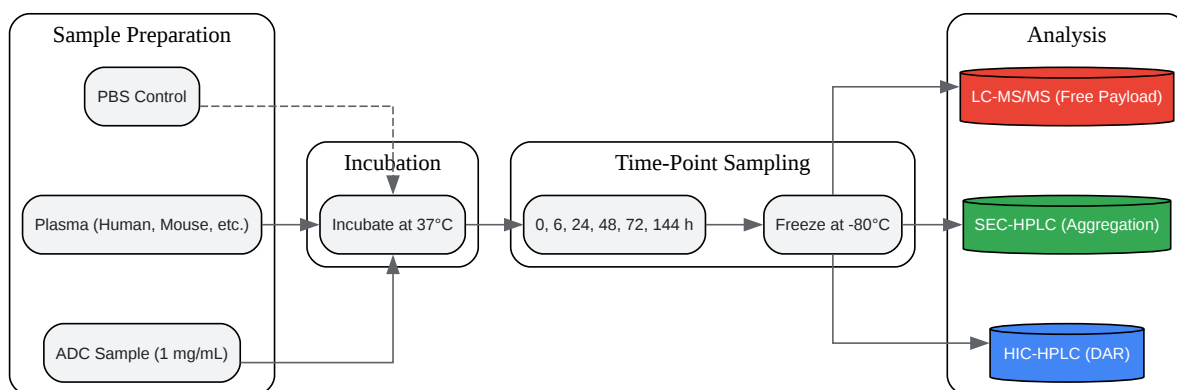 Sample Preparation
PBS Control
Plasma (Human, Mouse, etc.)
ADC Sample (1 mg/mL)
Incubation
Incubate at 37°C
Time-Point Sampling
0, 6, 24, 48, 72, 144 h
Freeze at -80°C
Analysis
LC-MS/MS (Free Payload)
SEC-HPLC (Aggregation)
HIC-HPLC (DAR)